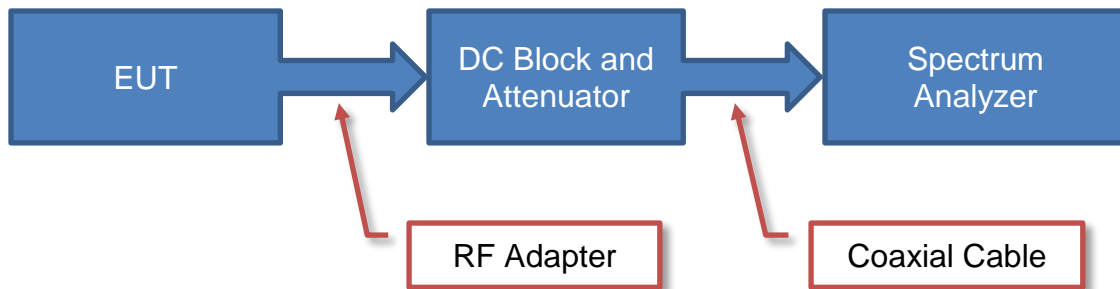 EUT
DC Block and
Attenuator
Spectrum
Analyzer
RF Adapter
Coaxial Cable